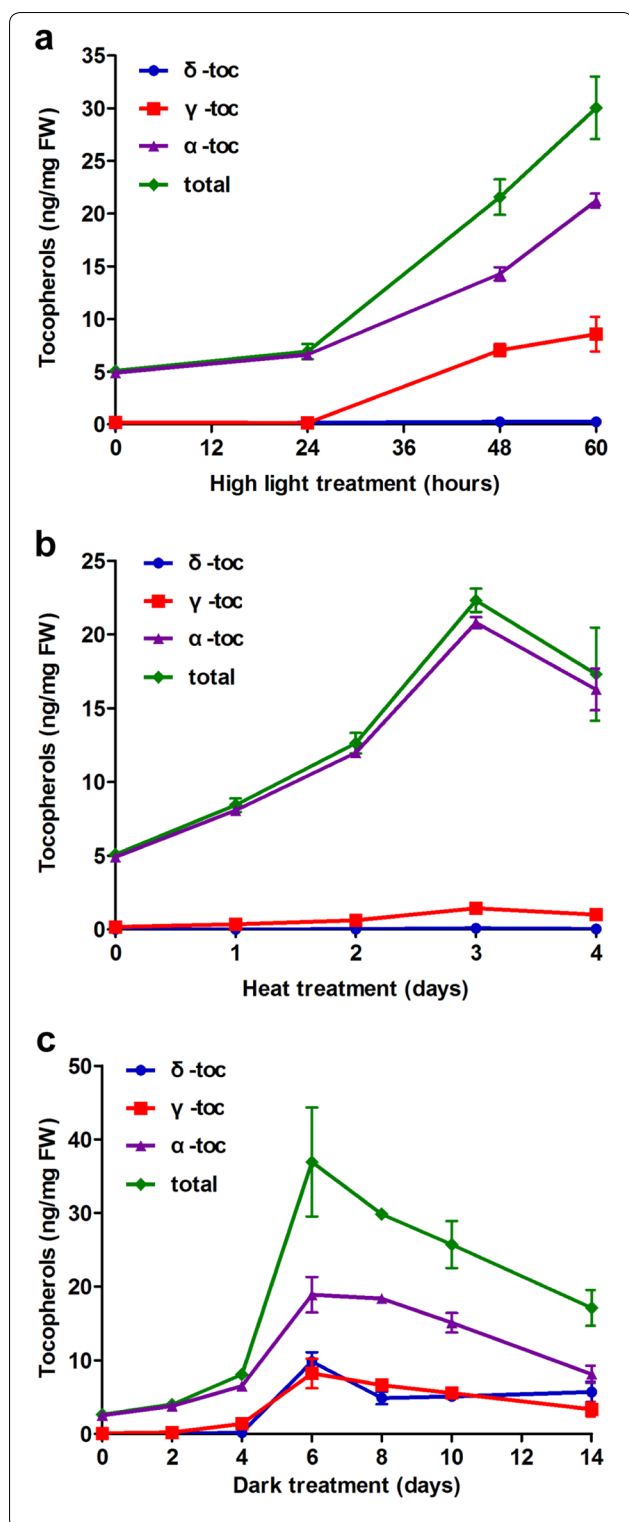 a
Tocopherols (ng/mg FW)
35
30
25
20
15
10
5
0
δ -toc
γ -toc
α -toc
total
0 12 24 36 48 60
High light treatment (hours)
b
Tocopherols (ng/mg FW)
25
20
15
10
5
0
δ -toc
γ -toc
α -toc
total
0 1 2 3 4
Heat treatment (days)
c
Tocopherols (ng/mg FW)
50
40
30
20
10
0
δ -toc
γ -toc
α -toc
total
0 2 4 6 8 10 12 14
Dark treatment (days)